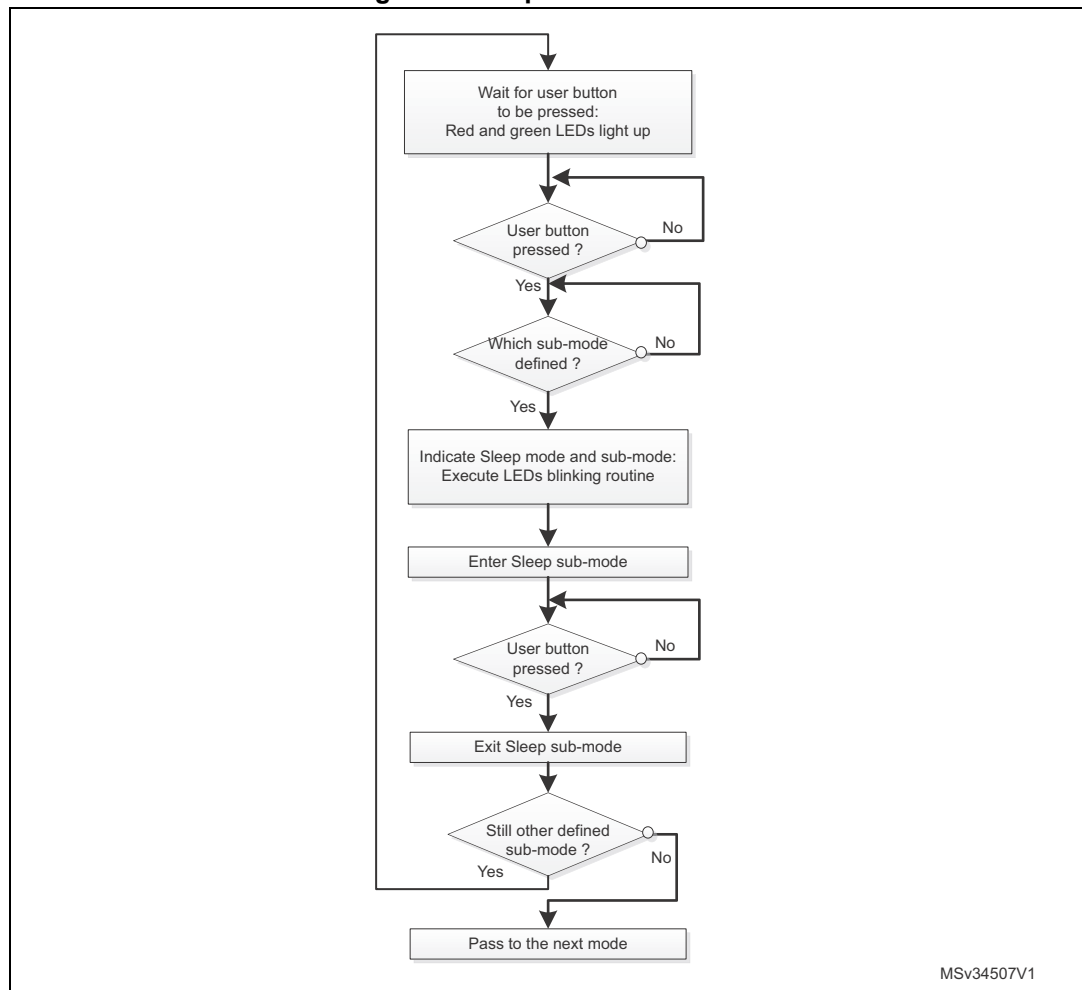 Wait for user button
to be pressed:
Red and green LEDs light up
User button
pressed ?
No
Yes
Which sub-mode
defined ?
No
Yes
Indicate Sleep mode and sub-mode:
Execute LEDs blinking routine
Enter Sleep sub-mode
User button
pressed ?
No
Yes
Exit Sleep sub-mode
Still other defined
sub-mode ?
No
Yes
Pass to the next mode
MSv34507V1